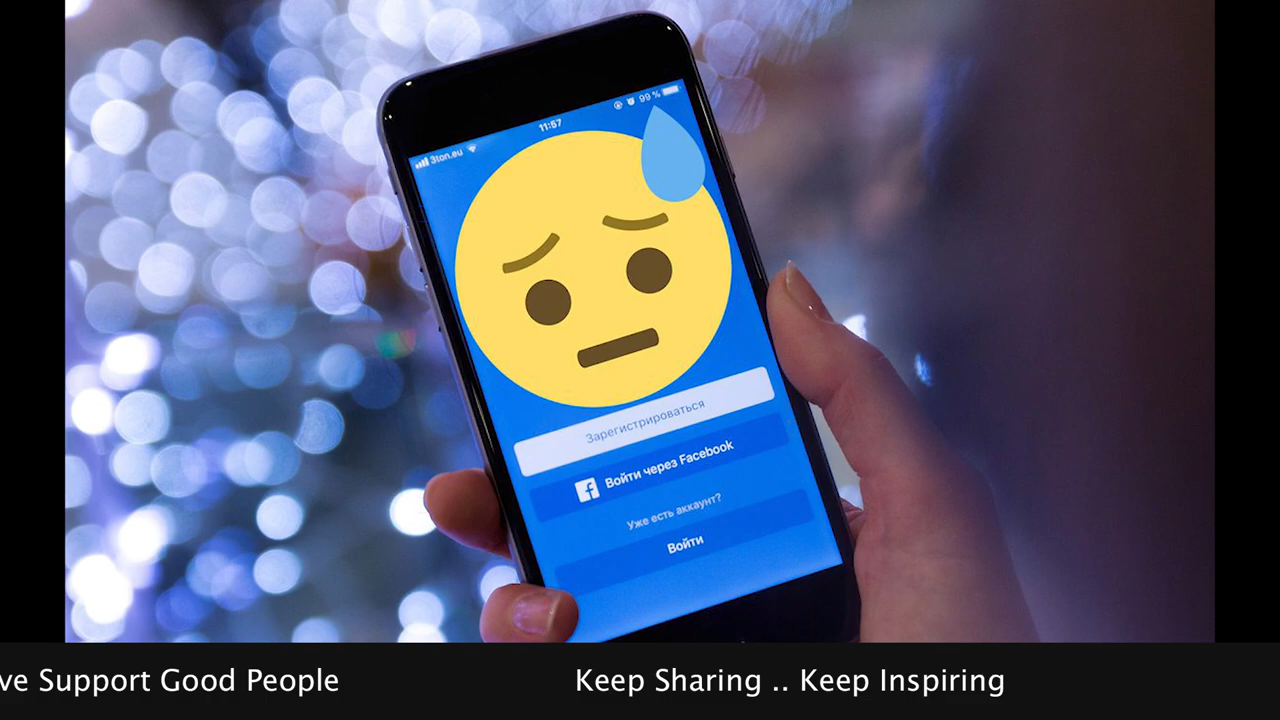 3ton.eu
11:57
99 %
Зарегистрироваться
Войти через Facebook
Уже есть аккаунт?
Войти
ve Support Good People
Keep Sharing .. Keep Inspiring